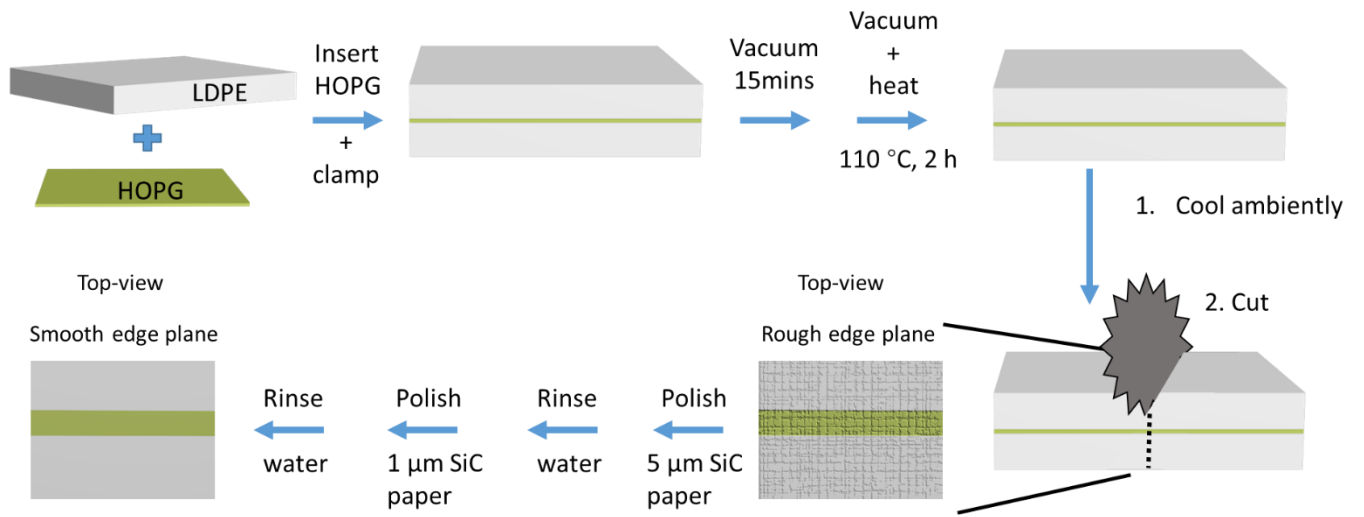 LDPE
HOPG
Insert
HOPG
+
clamp
Vacuum
15mins
Vacuum
+
heat
110 °C, 2 h
1. Cool ambiently
2. Cut
Top-view
Rough edge plane
Polish
5 µm SiC
paper
Rinse
water
Polish
1 µm SiC
paper
Rinse
water
Top-view
Smooth edge plane